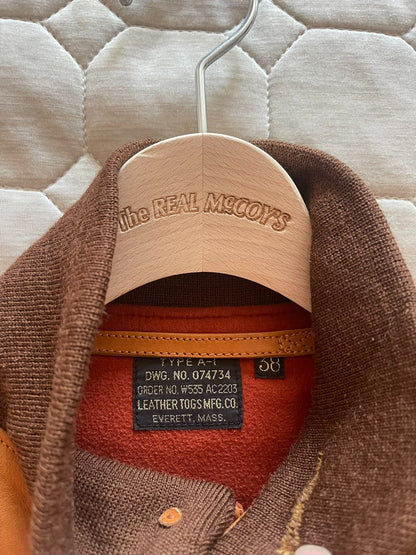 the REAL McCOY'S
TYPE A-1
DWG. NO. 074734
ORDER NO. W535 AC2203
LEATHER TOGS MFG. CO.
EVERETT, MASS.
38